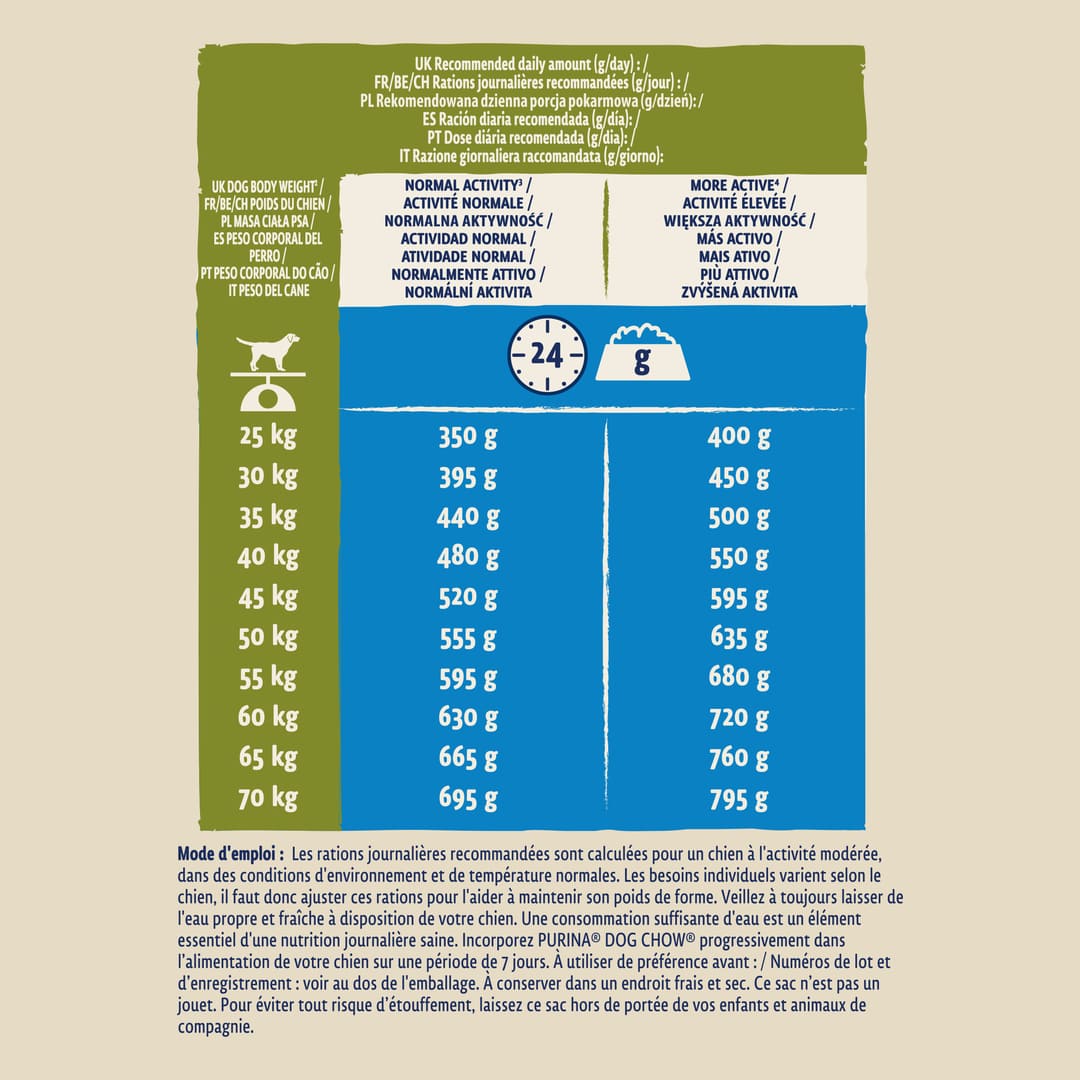 UK Recommended daily amount (g/day) : /
FR/BE/CH Rations journalières recommandées (g/jour) : /
PL Rekomendowana dzienna porcja pokarmowa (g/dzień): /
ES Ración diaria recomendada (g/día): /
PT Dose diária recomendada (g/dia): /
IT Razione giornaliera raccomandata (g/giorno):
UK DOG BODY WEIGHT² /
FR/BE/CH POIDS DU CHIEN /
PL MASA CIAŁA PSA /
ES PESO CORPORAL DEL
PERRO /
PT PESO CORPORAL DO CÃO /
IT PESO DEL CANE
NORMAL ACTIVITY³ /
ACTIVITÉ NORMALE /
NORMALNA AKTYWNOŚĆ /
ACTIVIDAD NORMAL /
ATIVIDADE NORMAL /
NORMALMENTE ATTIVO /
NORMÁLNÍ AKTIVITA
MORE ACTIVE⁴ /
ACTIVITÉ ÉLEVÉE /
WIĘKSZA AKTYWNOŚĆ /
MÁS ACTIVO /
MAIS ATIVO /
PIÙ ATTIVO /
ZVÝŠENÁ AKTIVITA
24 g
25 kg 350 g 400 g
30 kg 395 g 450 g
35 kg 440 g 500 g
40 kg 480 g 550 g
45 kg 520 g 595 g
50 kg 555 g 635 g
55 kg 595 g 680 g
60 kg 630 g 720 g
65 kg 665 g 760 g
70 kg 695 g 795 g
Mode d'emploi : Les rations journalières recommandées sont calculées pour un chien à l'activité modérée,
dans des conditions d'environnement et de température normales. Les besoins individuels varient selon le
chien, il faut donc ajuster ces rations pour l'aider à maintenir son poids de forme. Veillez à toujours laisser de
l'eau propre et fraîche à disposition de votre chien. Une consommation suffisante d'eau est un élément
essentiel d'une nutrition journalière saine. Incorporez PURINA® DOG CHOW® progressivement dans
l'alimentation de votre chien sur une période de 7 jours. À utiliser de préférence avant : / Numéros de lot et
d'enregistrement : voir au dos de l'emballage. À conserver dans un endroit frais et sec. Ce sac n'est pas un
jouet. Pour éviter tout risque d'étouffement, laissez ce sac hors de portée de vos enfants et animaux de
compagnie.